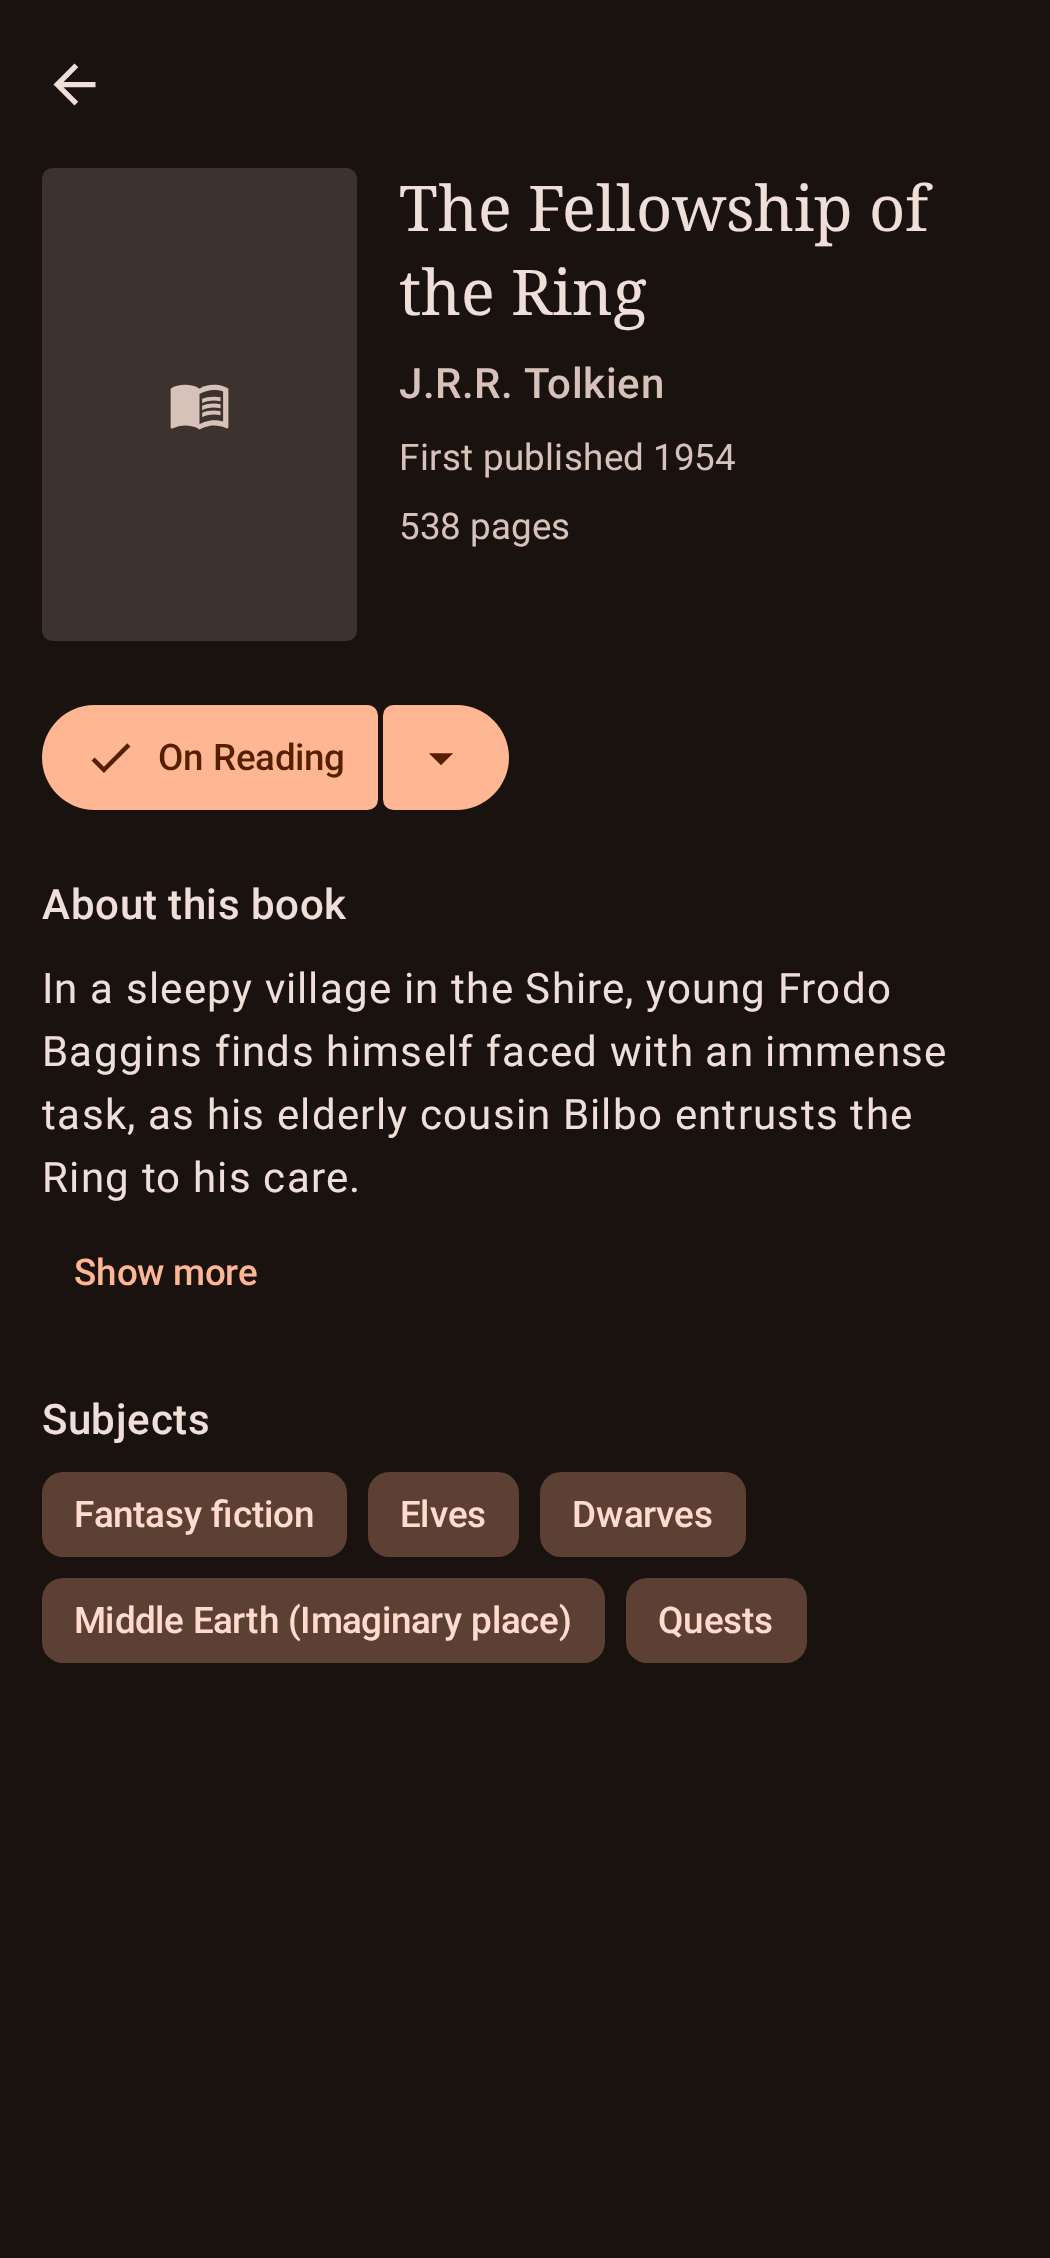 The Fellowship of
the Ring
J.R.R. Tolkien
First published 1954
538 pages
On Reading
About this book
In a sleepy village in the Shire, young Frodo
Baggins finds himself faced with an immense
task, as his elderly cousin Bilbo entrusts the
Ring to his care.
Show more
Subjects
Fantasy fiction
Elves
Dwarves
Middle Earth (Imaginary place)
Quests